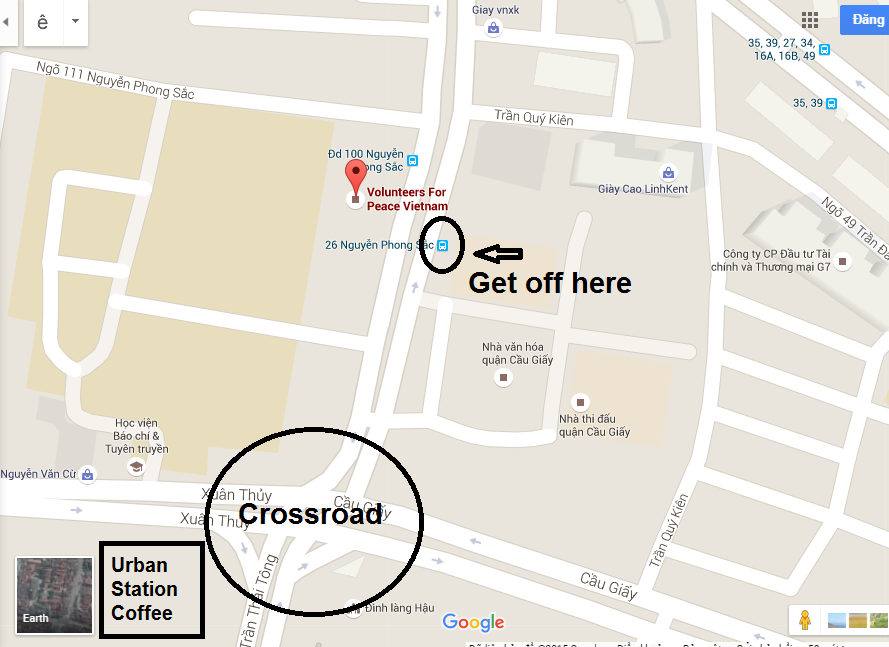 ê
Giay vnxk
Đăng
35, 39, 27, 34,
16A, 16B, 49
35, 39
Ngõ 111 Nguyễn Phong Sắc
Trần Quý Kiên
Đd 100 Nguyễn
Phong Sắc
Volunteers For
Peace Vietnam
Giày Cao LinhKent
Ngõ 49 Trần Đă
26 Nguyễn Phong Sắc
Get off here
Công ty CP Đầu tư Tài
chính và Thương mại G7
Nhà văn hóa
quận Cầu Giấy
Nhà thi đấu
quận Cầu Giấy
Học viện
Báo chí &
Tuyên truyền
Nguyễn Văn Cừ
Xuân Thủy
Cầu Giấy
Xuân Thủy
Crossroad
Trần Quý Kiên
Urban
Station
Coffee
Earth
Trần Thái Tông
Cầu Giấy
Đình làng Hậu
Google